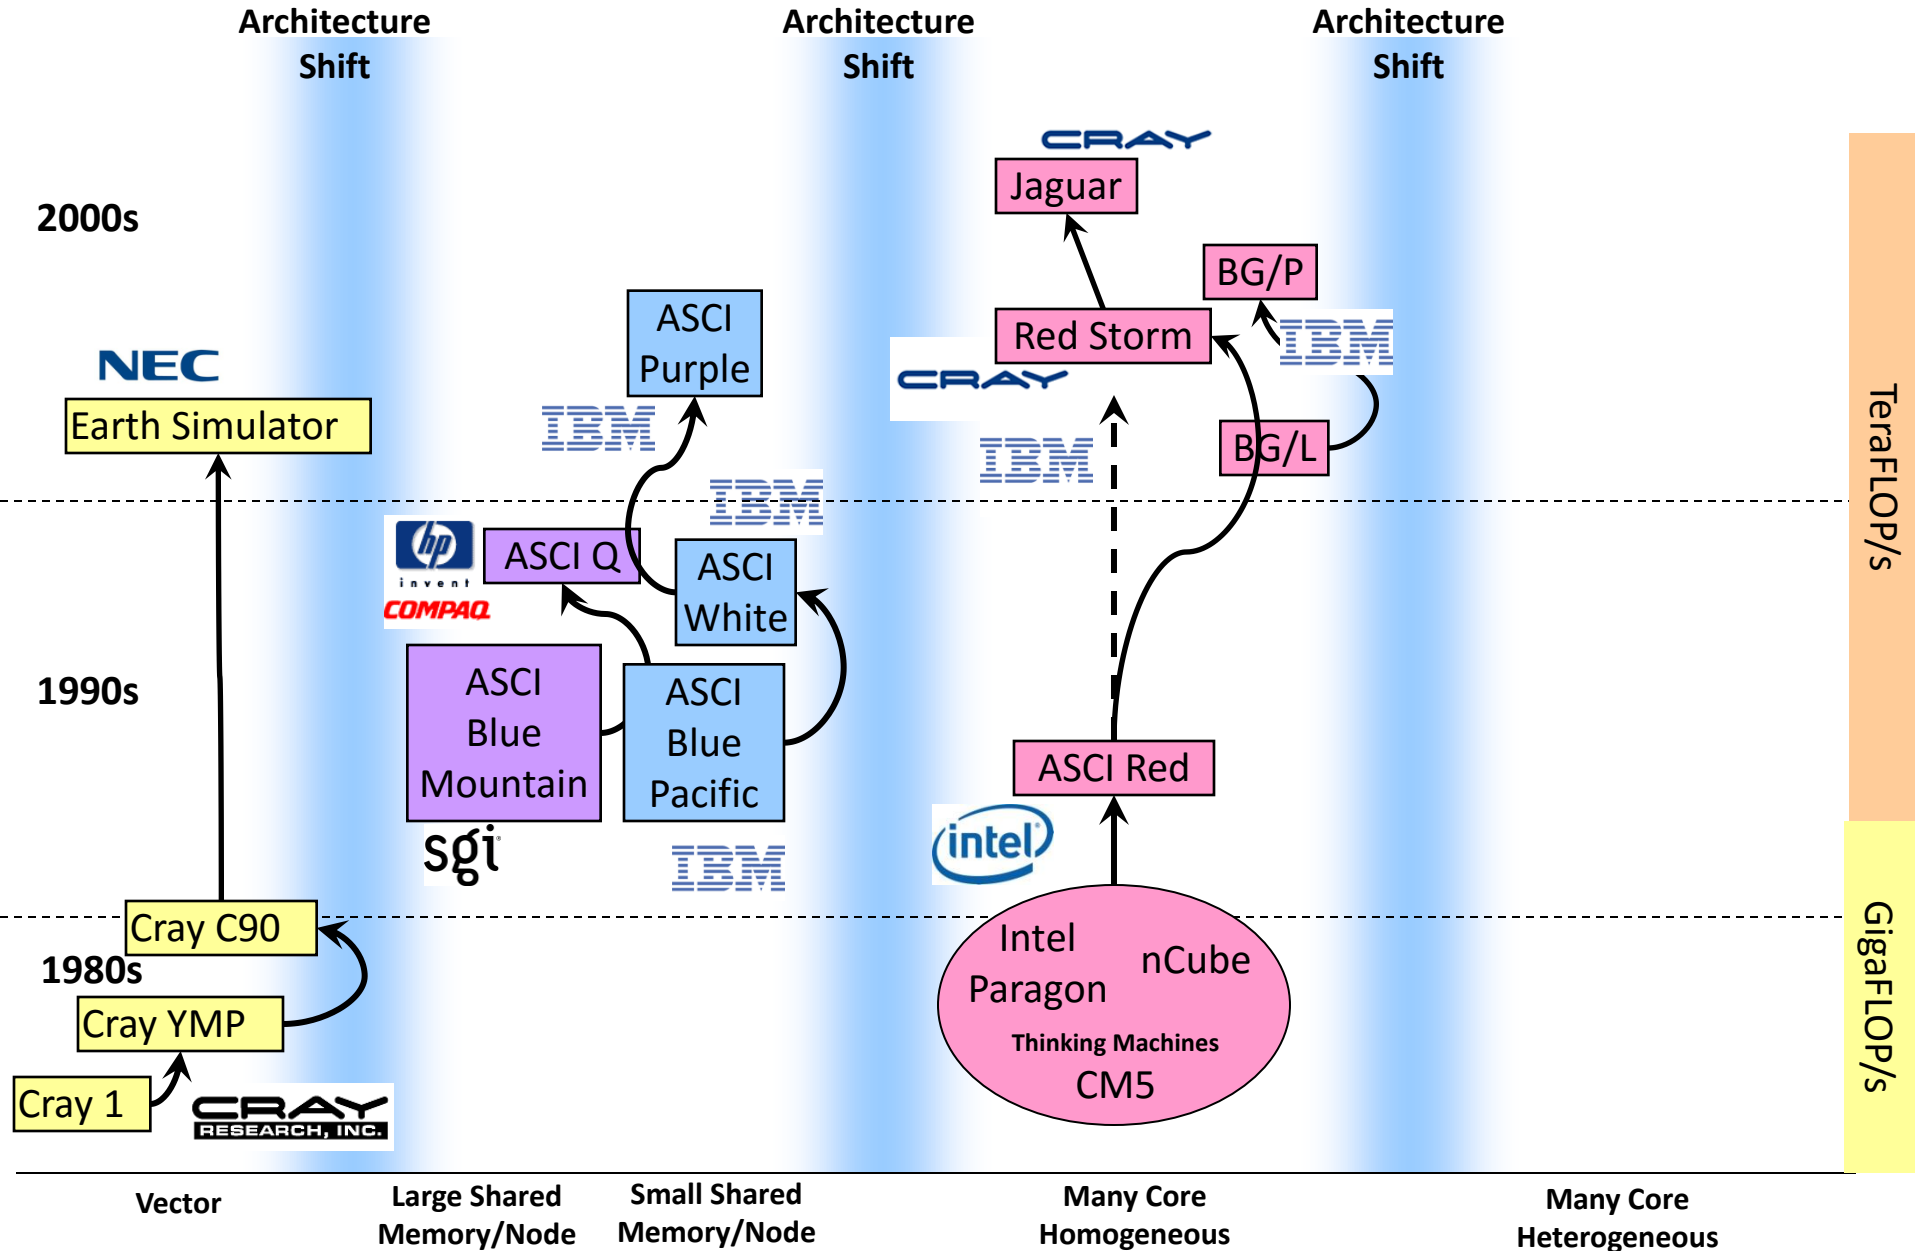 Architecture
Shift
Architecture
Shift
Architecture
Shift
CRAY
Jaguar
2000s
BG/P
ASCI
Purple
Red Storm
IBM
NEC
CRAY
Earth Simulator
IBM
IBM
BG/L
TeraFLOP/s
IBM
hp
invent
COMPAQ
ASCI Q
ASCI
White
1990s
ASCI
Blue
Mountain
ASCI
Blue
Pacific
ASCI Red
sgi
IBM
intel
Cray C90
1980s
Intel
Paragon
nCube
Thinking Machines
CM5
GigaFLOP/s
Cray YMP
Cray 1
CRAY
RESEARCH, INC.
Vector
Large Shared
Memory/Node
Small Shared
Memory/Node
Many Core
Homogeneous
Many Core
Heterogeneous